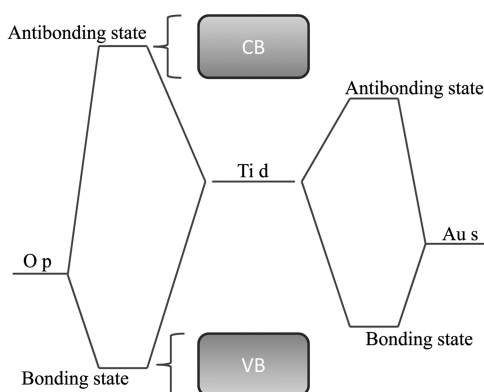 Antibonding state
CB
Antibonding state
Ti d
Au s
O p
Bonding state
VB
Bonding state